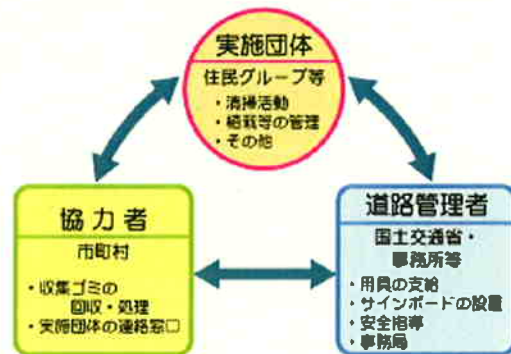 実施団体
住民グループ等
・清掃活動
・植栽等の管理
・その他
協力者
市町村
・収集ゴミの
回収・処理
・実施団体の連絡窓口
道路管理者
国土交通省・
事務所等
・用具の支給
・サインボードの設置
・安全指導
・事務局